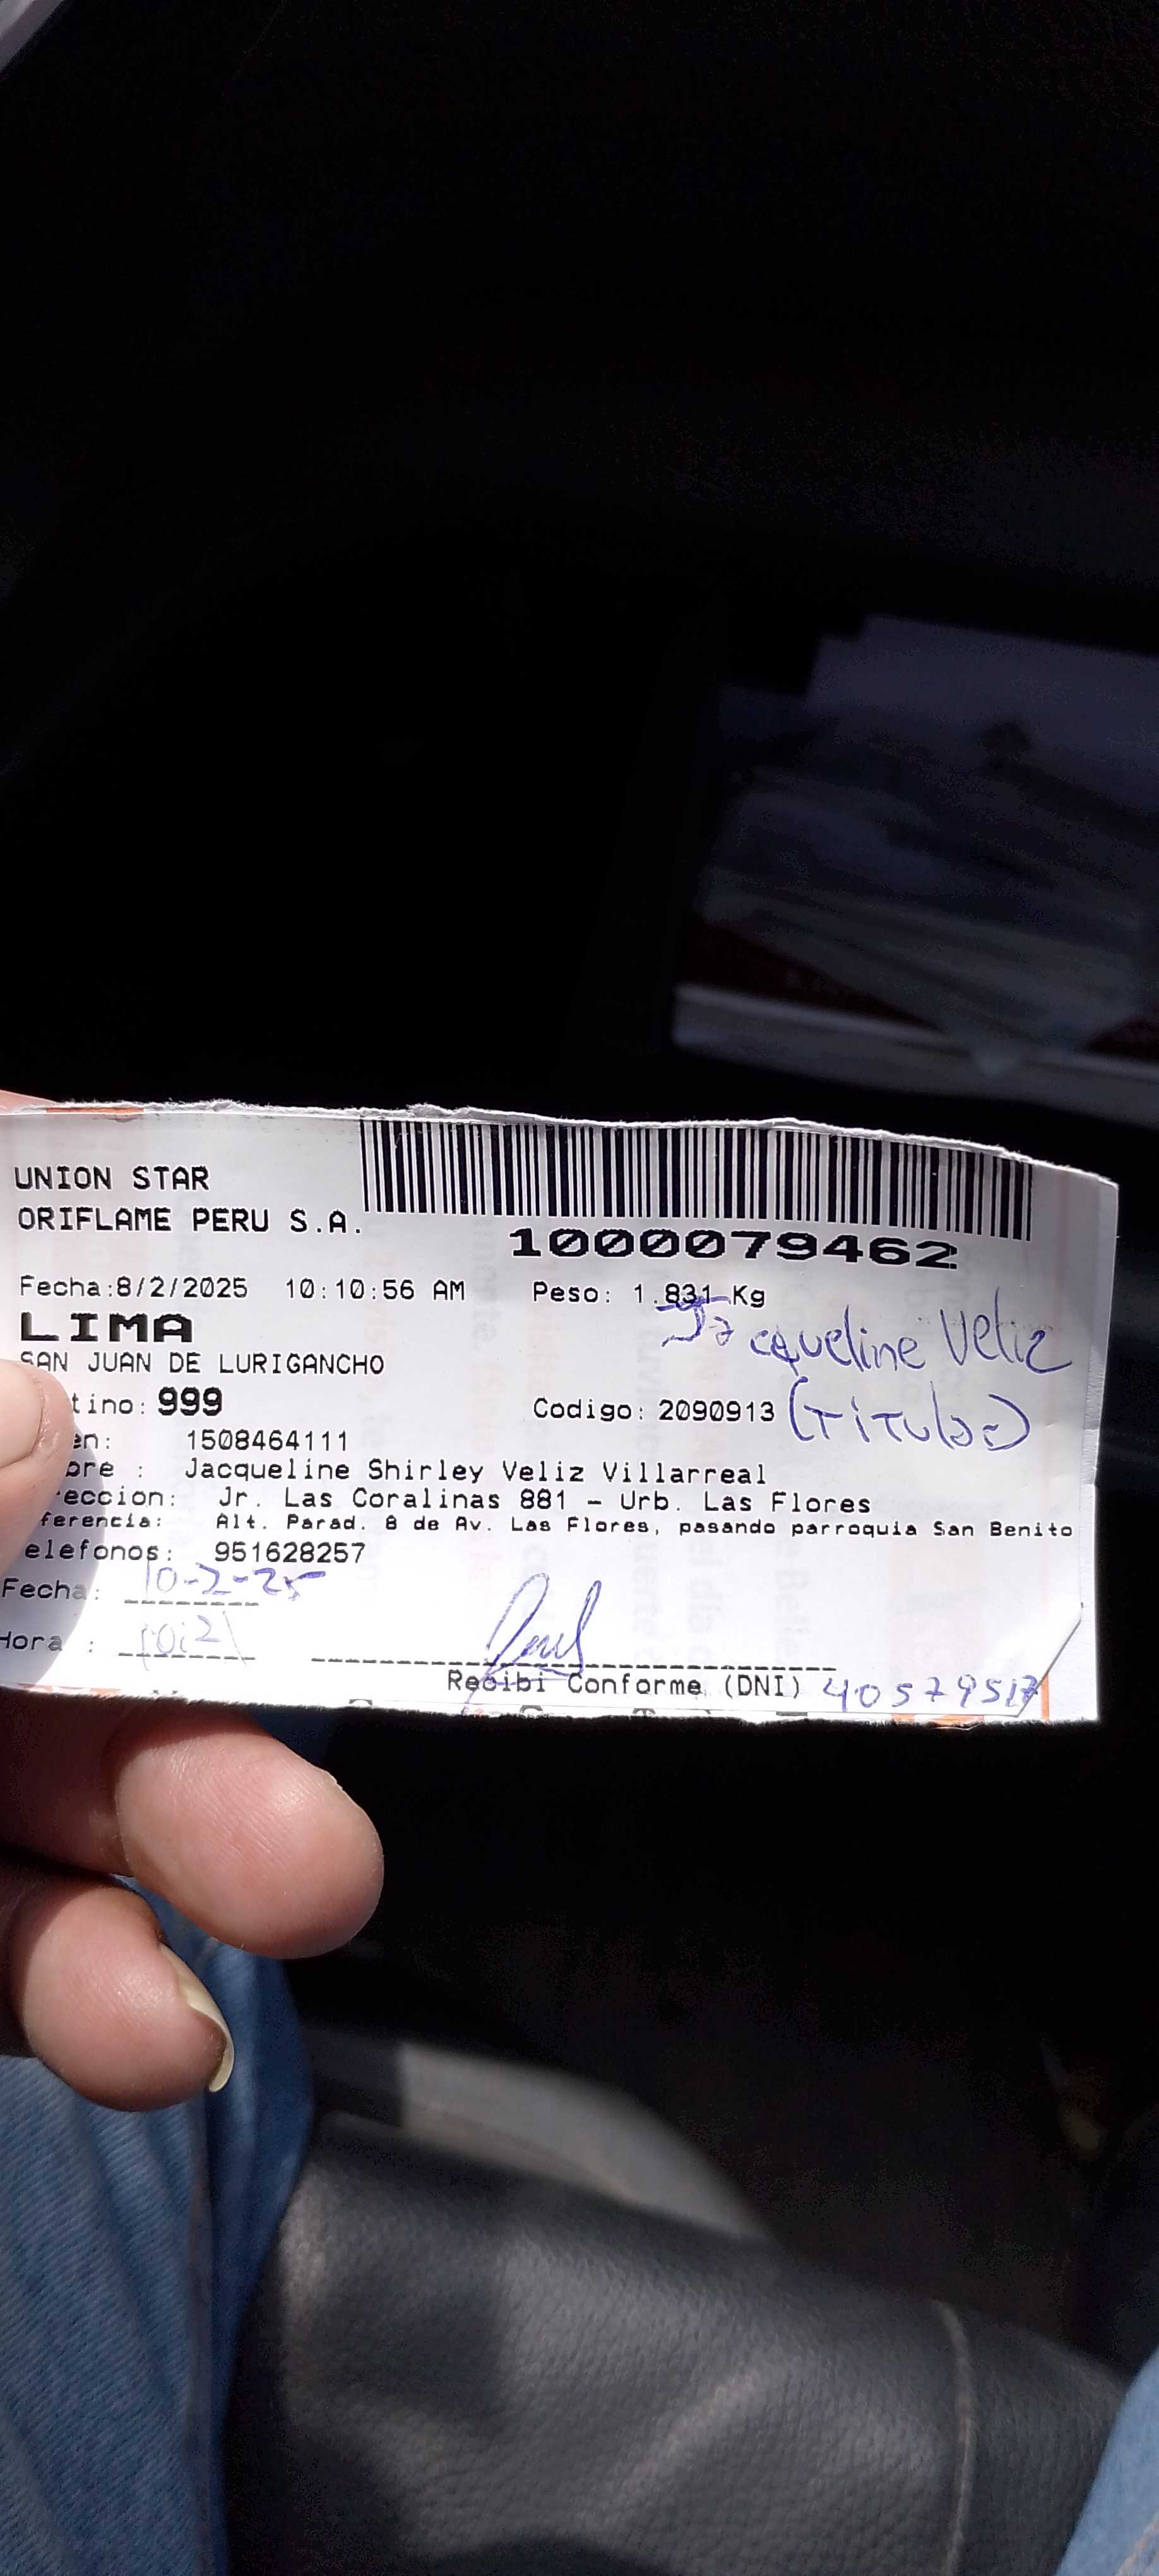 UNION STAR
ORIFLAME PERU S.A.
1000079462
Fecha:8/2/2025 10:10:56 AM Peso: 1.831 Kg
LIMA
Jacqueline Veliz
SAN JUAN DE LURIGANCHO
tino: 999 Codigo: 2090913 (Titular)
en: 1508464111
bre : Jacqueline Shirley Veliz Villarreal
eccion: Jr. Las Coralinas 881 - Urb. Las Flores
ferencia: Alt. Parad. 8 de Av. Las Flores, pasando parroquia San Benito
elefonos: 951628257
Fecha: 10-2-25
Hora :
Recibi Conforme (DNI) 40579517